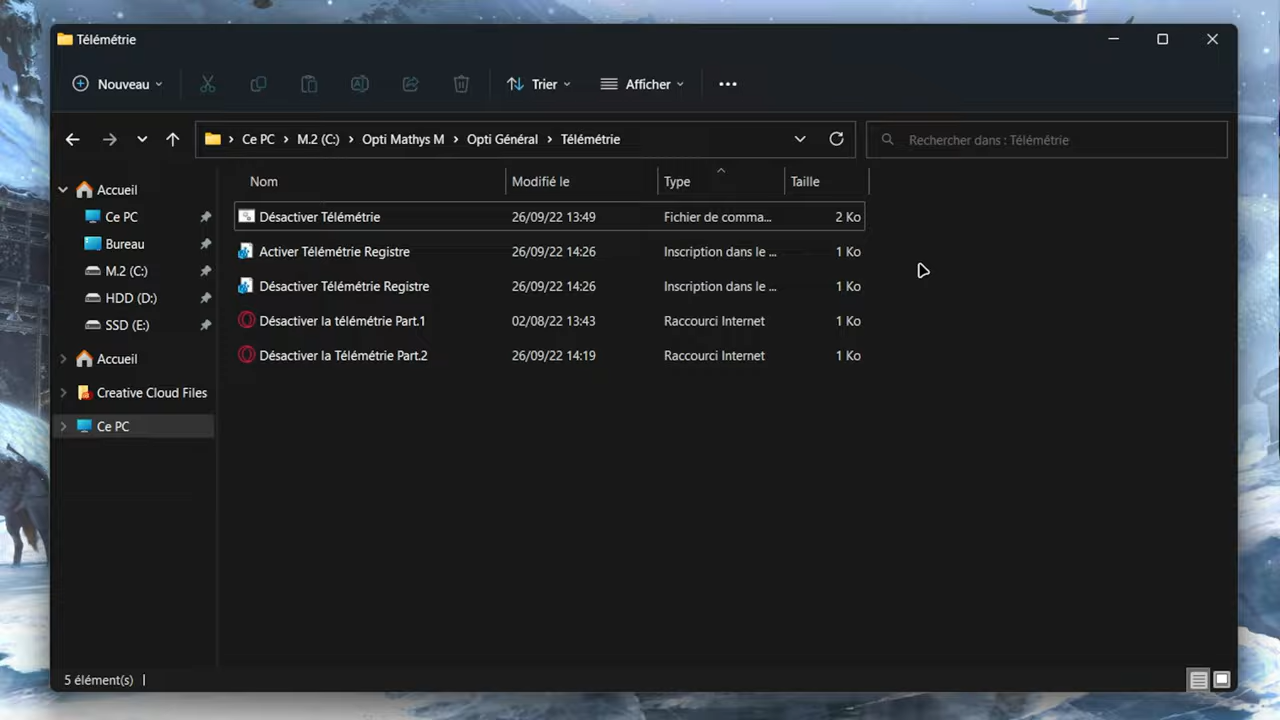 Télémétrie
Nouveau Trier Afficher
Ce PC > M.2 (C:) > Opti Mathys M > Opti Général > Télémétrie
Rechercher dans : Télémétrie
Accueil
Ce PC
Bureau
M.2 (C:)
HDD (D:)
SSD (E:)
Accueil
Creative Cloud Files
Ce PC
Nom Modifié le Type Taille
Désactiver Télémétrie 26/09/22 13:49 Fichier de comma... 2 Ko
Activer Télémétrie Registre 26/09/22 14:26 Inscription dans le ... 1 Ko
Désactiver Télémétrie Registre 26/09/22 14:26 Inscription dans le ... 1 Ko
Désactiver la télémétrie Part.1 02/08/22 13:43 Raccourci Internet 1 Ko
Désactiver la Télémétrie Part.2 26/09/22 14:19 Raccourci Internet 1 Ko
5 élément(s)